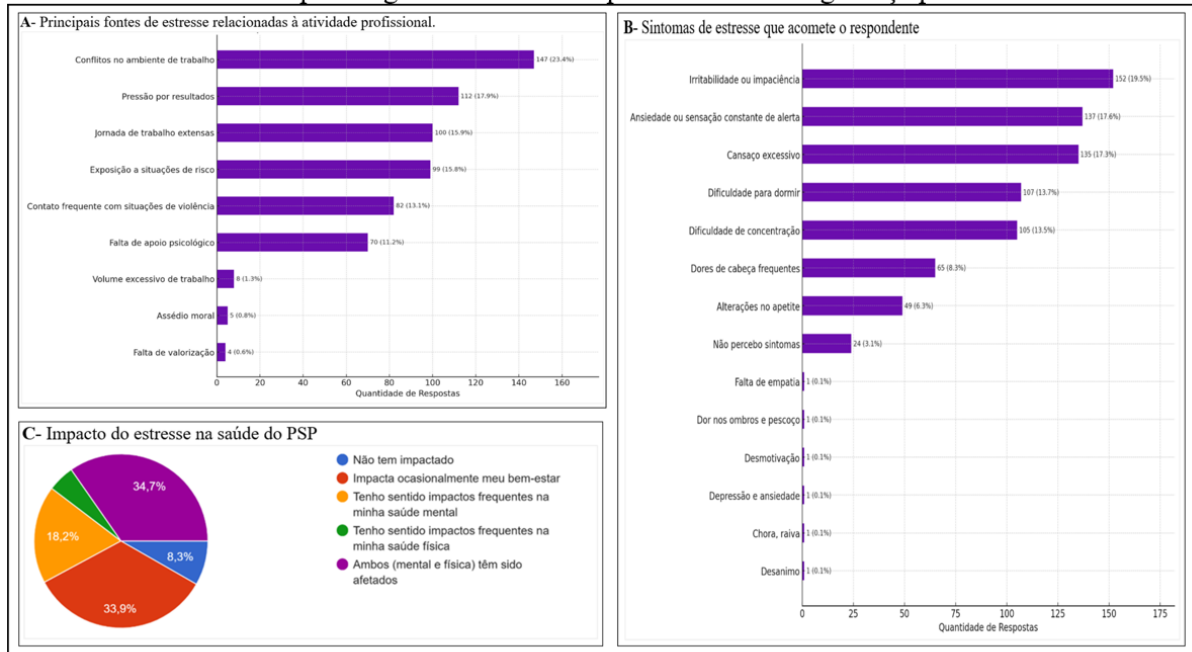 A- Principais fontes de estresse relacionadas à atividade profissional.
Conflitos no ambiente de trabalho
147 (23.4%)
Pressão por resultados
112 (17.9%)
Jornada de trabalho extensas
100 (15.9%)
Exposição a situações de risco
99 (15.8%)
Contato frequente com situações de violência
82 (13.1%)
Falta de apoio psicológico
70 (11.2%)
Volume excessivo de trabalho
8 (1.3%)
Assédio moral
5 (0.8%)
Falta de valorização
4 (0.6%)
0 20 40 60 80 100 120 140 160
Quantidade de Respostas
B- Sintomas de estresse que acomete o respondente
Irritabilidade ou impaciência
152 (19.5%)
Ansiedade ou sensação constante de alerta
137 (17.6%)
Cansaço excessivo
135 (17.3%)
Dificuldade para dormir
107 (13.7%)
Dificuldade de concentração
105 (13.5%)
Dores de cabeça frequentes
65 (8.3%)
Alterações no apetite
49 (6.3%)
Não percebo sintomas
24 (3.1%)
Falta de empatia
1 (0.1%)
Dor nos ombros e pescoço
1 (0.1%)
Desmotivação
1 (0.1%)
Depressão e ansiedade
1 (0.1%)
Chora, raiva
1 (0.1%)
Desanimo
1 (0.1%)
0 25 50 75 100 125 150 175
Quantidade de Respostas
C- Impacto do estresse na saúde do PSP
34,7%
18,2%
8,3%
33,9%
Não tem impactado
Impacta ocasionalmente meu bem-estar
Tenho sentido impactos frequentes na
minha saúde mental
Tenho sentido impactos frequentes na
minha saúde física
Ambos (mental e física) têm sido
afetados